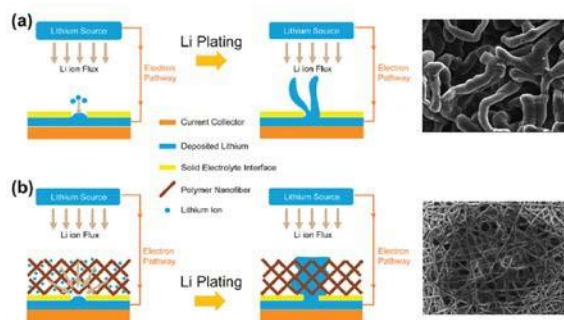 (a)
Lithium Source
Li Plating
Lithium Source
Li Ion Flux
Electron
Pathway
Li Ion Flux
Electron
Pathway
Current Collector
Deposited Lithium
Solid Electrolyte Interface
Polymer Nanofiber
Lithium Ion
(b)
Lithium Source
Lithium Source
Li Ion Flux
Electron
Pathway
Li Plating
Li Ion Flux
Electron
Pathway